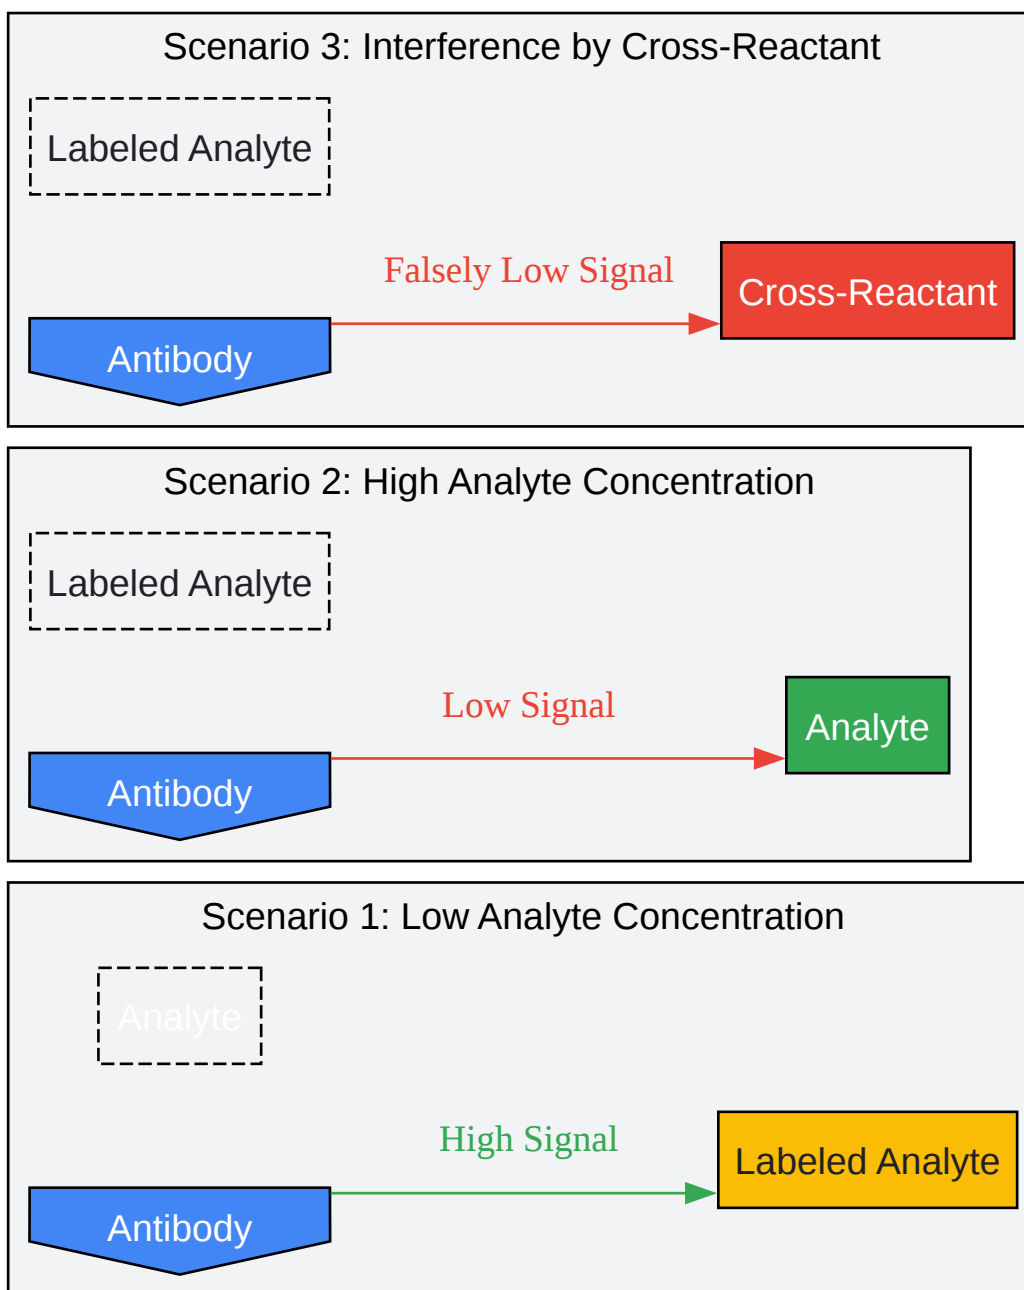 Scenario 3: Interference by Cross-Reactant
Labeled Analyte
Falsely Low Signal
Cross-Reactant
Antibody
Scenario 2: High Analyte Concentration
Labeled Analyte
Low Signal
Analyte
Antibody
Scenario 1: Low Analyte Concentration
Analyte
High Signal
Labeled Analyte
Antibody